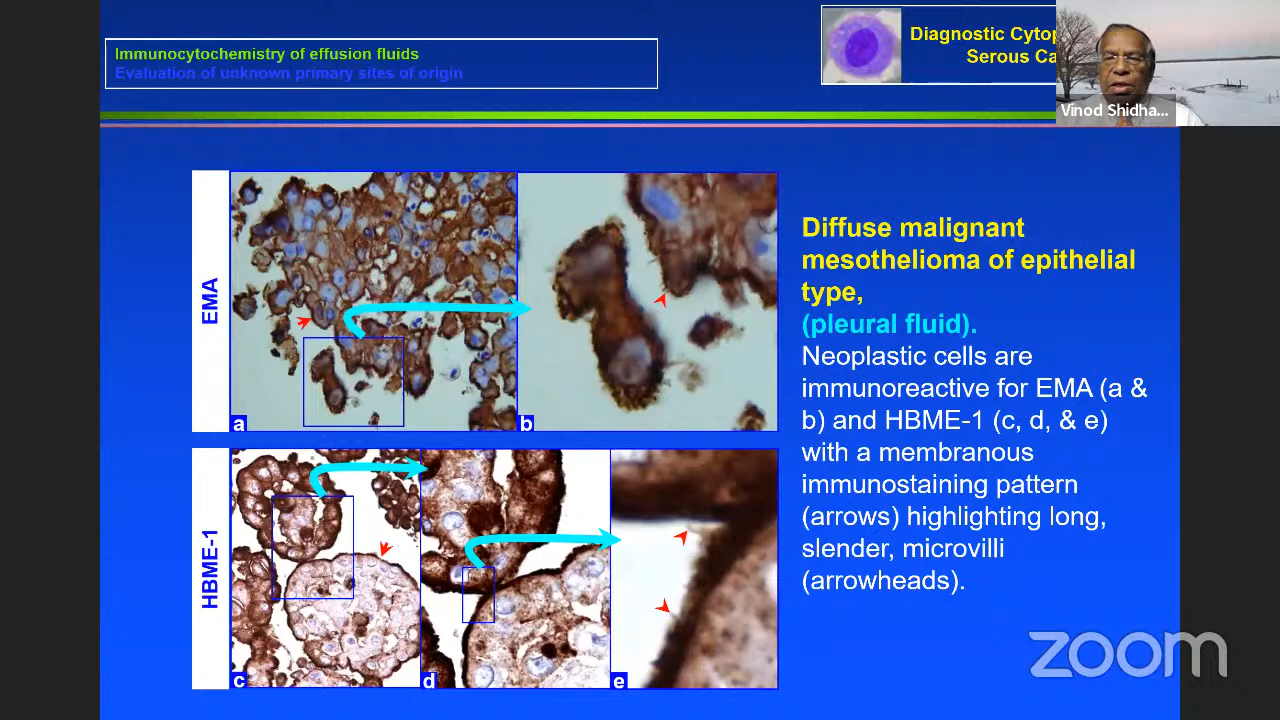 Immunocytochemistry of effusion fluids
Evaluation of unknown primary sites of origin
Diagnostic
Serous
Vinod Shidha...
EMA
a
b
HBME-1
c
d
e
Diffuse malignant
mesothelioma of epithelial
type,
(pleural fluid).
Neoplastic cells are
immunoreactive for EMA (a &
b) and HBME-1 (c, d, & e)
with a membranous
immunostaining pattern
(arrows) highlighting long,
slender, microvilli
(arrowheads).
zoom